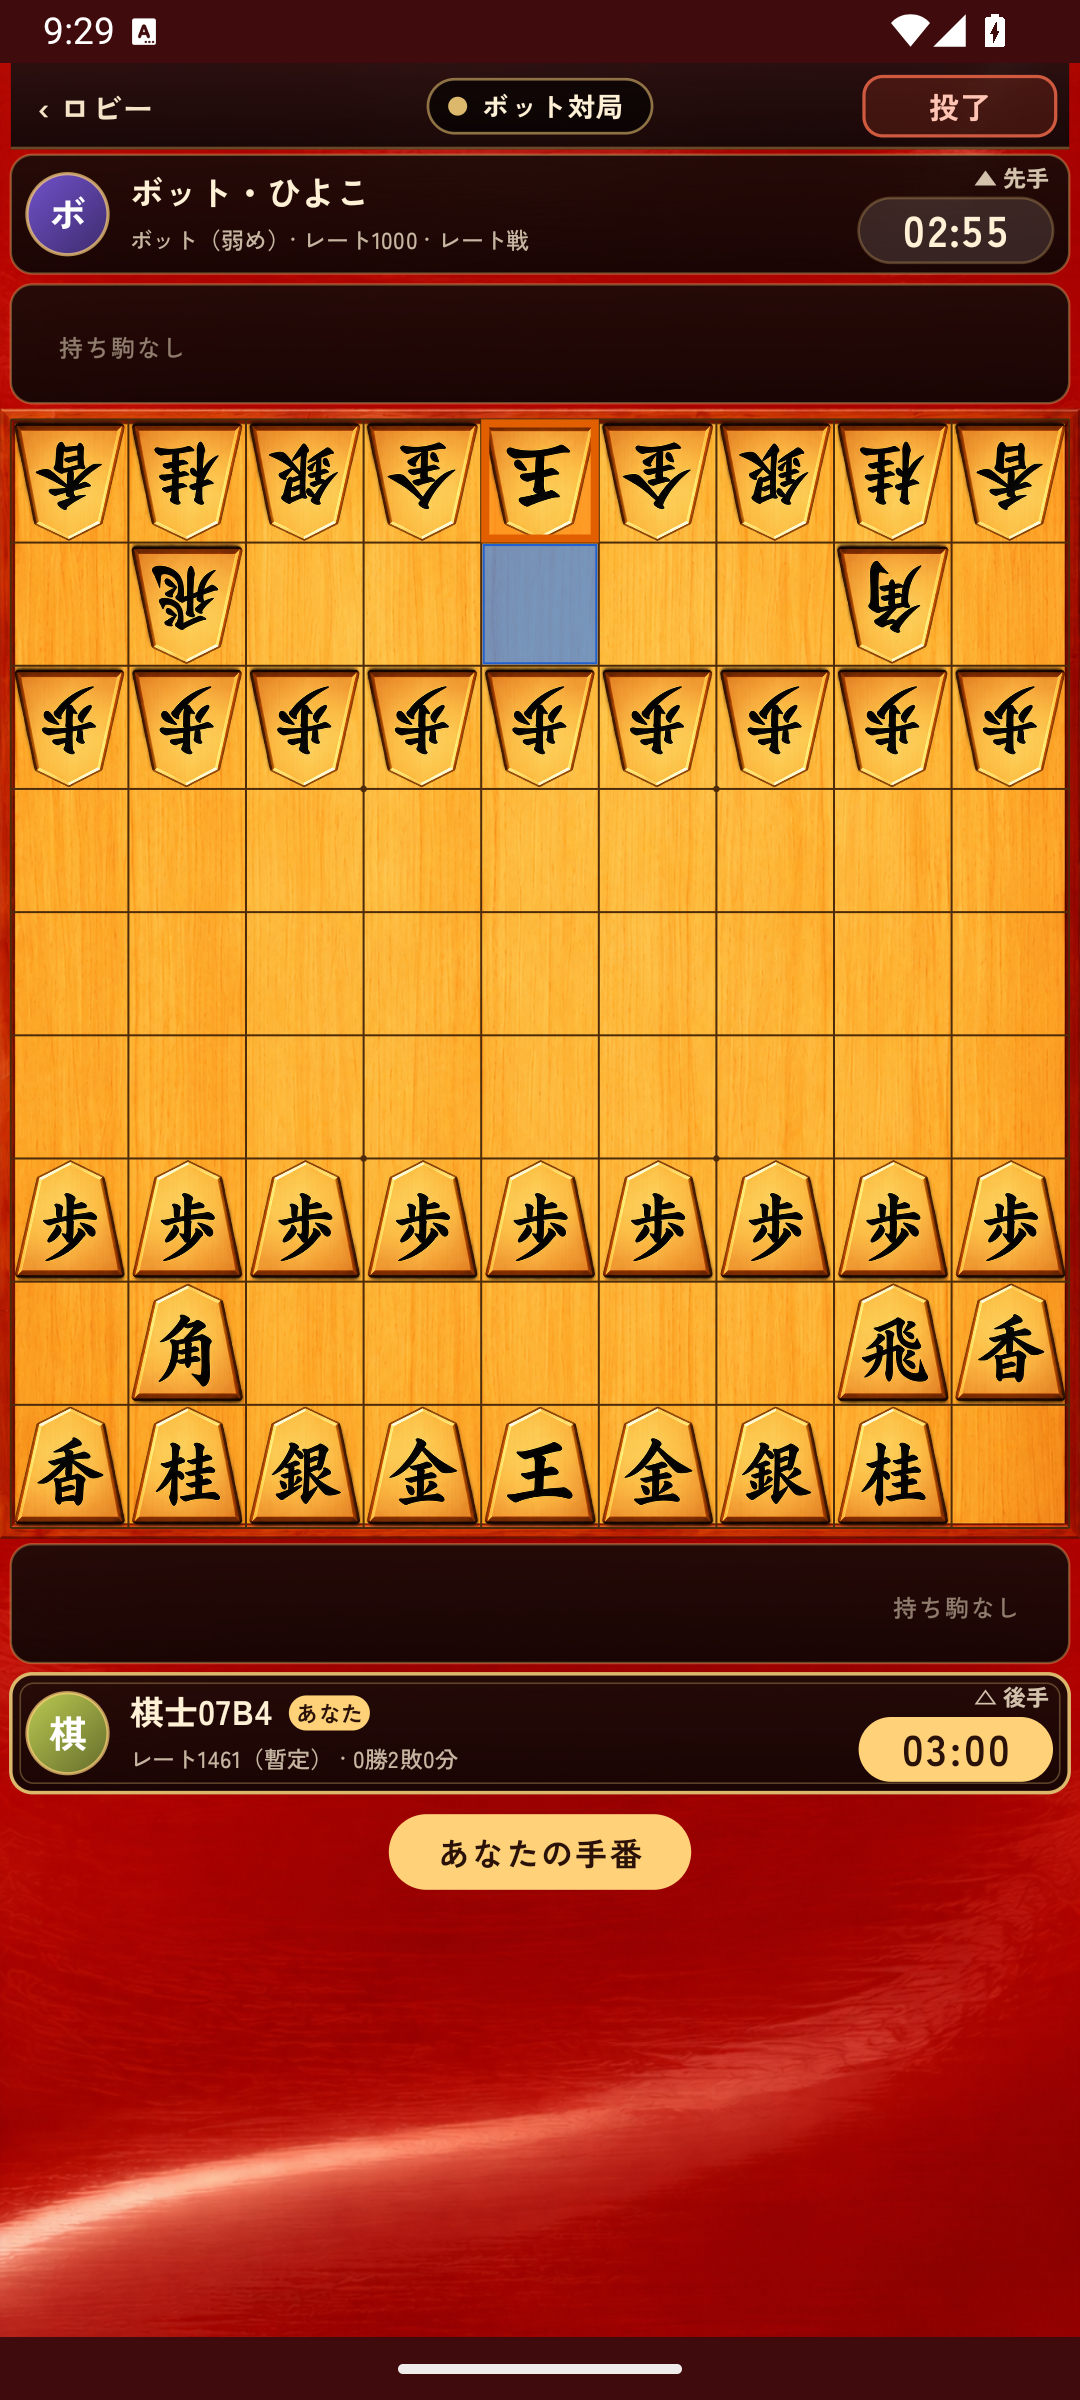 9:29
‹ ロビー
ボット対局
投了
ボ
ボット・ひよこ
ボット（弱め）· レート1000 · レート戦
▲先手
02:55
持ち駒なし
香桂銀金玉金銀桂香
飛角
歩歩歩歩歩歩歩歩歩
歩歩歩歩歩歩歩歩歩
角飛香
香桂銀金王金銀桂
持ち駒なし
棋
棋士07B4 あなた
レート1461（暫定） · 0勝2敗0分
△後手
03:00
あなたの手番